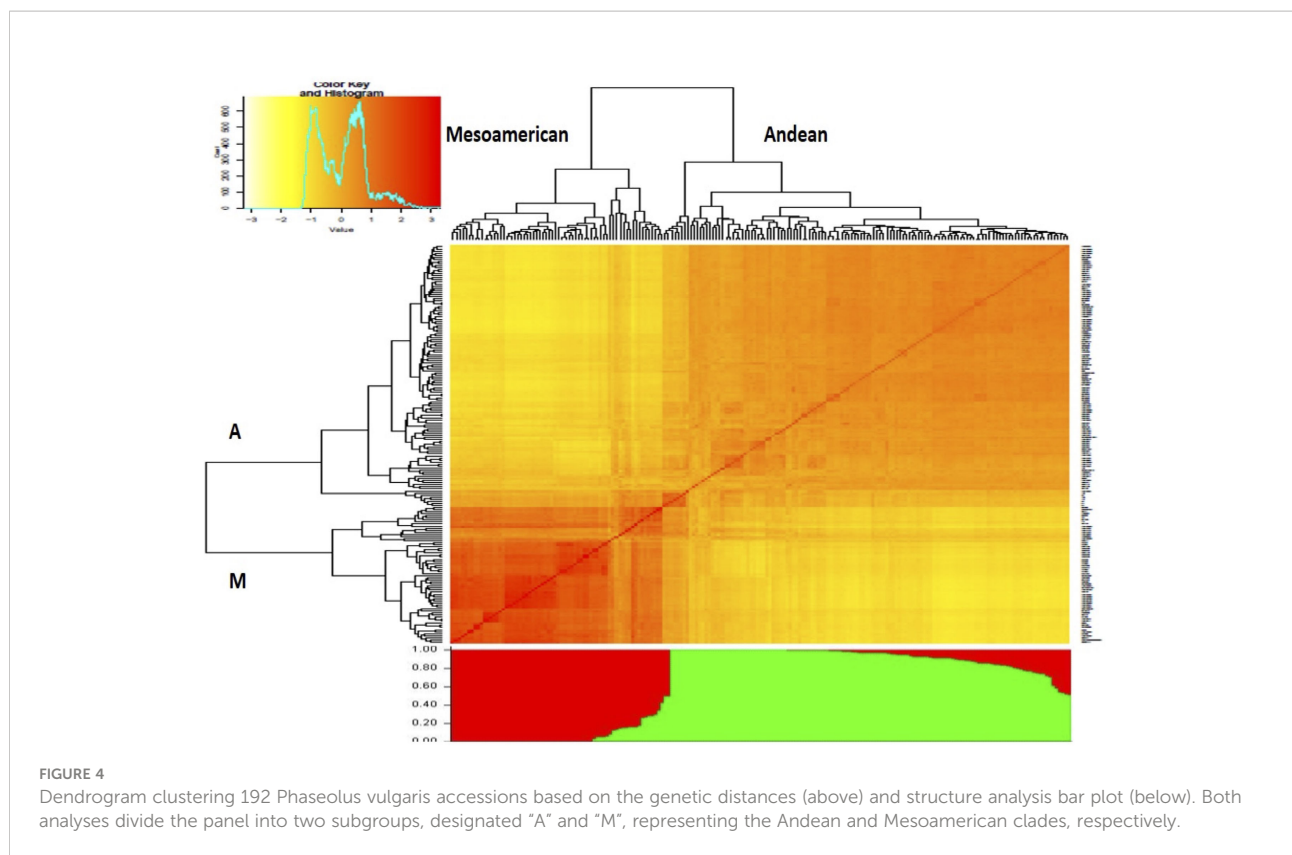 Color Key
and Histogram
Count
0 100 200 300 400 500 600
-3 -2 -1 0 1 2 3
Value
Mesoamerican
Andean
A
M
1.00
0.80
0.60
0.40
0.20
0.00
FIGURE 4
Dendrogram clustering 192 Phaseolus vulgaris accessions based on the genetic distances (above) and structure analysis bar plot (below). Both
analyses divide the panel into two subgroups, designated “A” and “M”, representing the Andean and Mesoamerican clades, respectively.